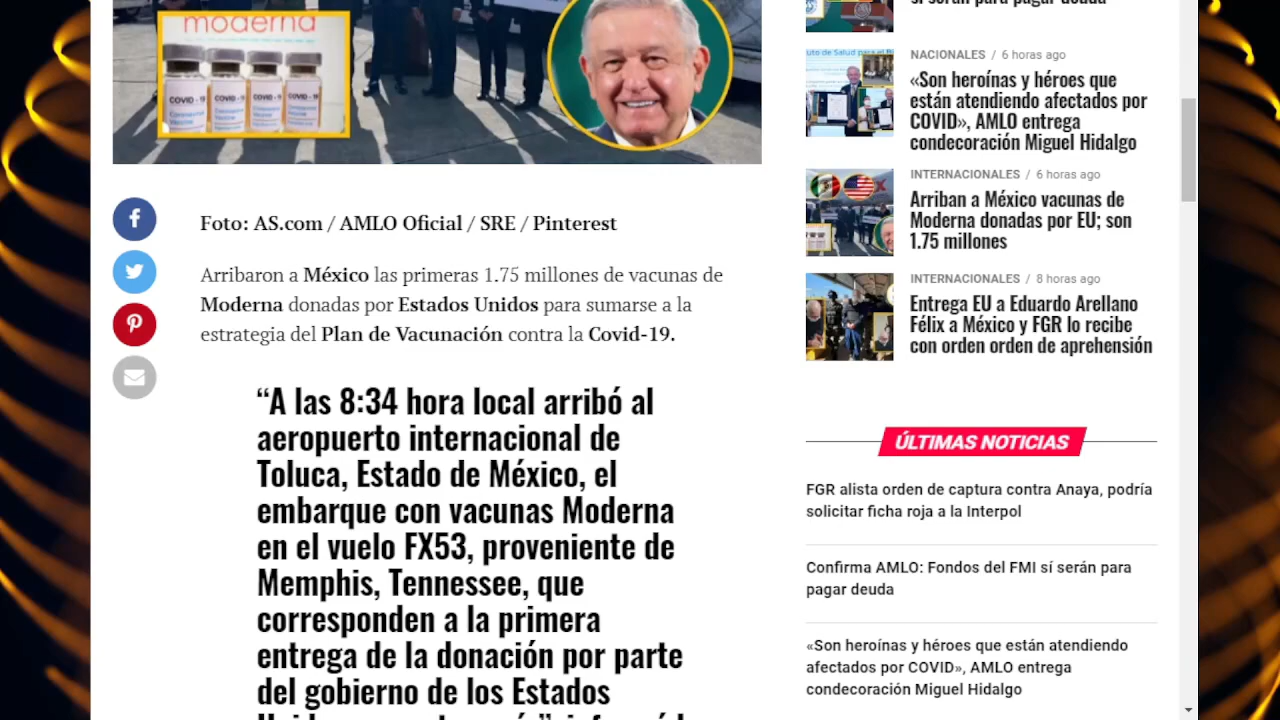 moderna
COVID - 19
COVID - 19
COVID - 19
COVID - 19
Coronavirus
Vaccine
Foto: AS.com / AMLO Oficial / SRE / Pinterest
Arribaron a México las primeras 1.75 millones de vacunas de
Moderna donadas por Estados Unidos para sumarse a la
estrategia del Plan de Vacunación contra la Covid-19.
“A las 8:34 hora local arribó al
aeropuerto internacional de
Toluca, Estado de México, el
embarque con vacunas Moderna
en el vuelo FX53, proveniente de
Memphis, Tennessee, que
corresponden a la primera
entrega de la donación por parte
del gobierno de los Estados
NACIONALES / 6 horas ago
«Son heroínas y héroes que
están atendiendo afectados por
COVID», AMLO entrega
condecoración Miguel Hidalgo
INTERNACIONALES / 6 horas ago
Arriban a México vacunas de
Moderna donadas por EU; son
1.75 millones
INTERNACIONALES / 8 horas ago
Entrega EU a Eduardo Arellano
Félix a México y FGR lo recibe
con orden orden de aprehensión
ÚLTIMAS NOTICIAS
FGR alista orden de captura contra Anaya, podría
solicitar ficha roja a la Interpol
Confirma AMLO: Fondos del FMI sí serán para
pagar deuda
«Son heroínas y héroes que están atendiendo
afectados por COVID», AMLO entrega
condecoración Miguel Hidalgo